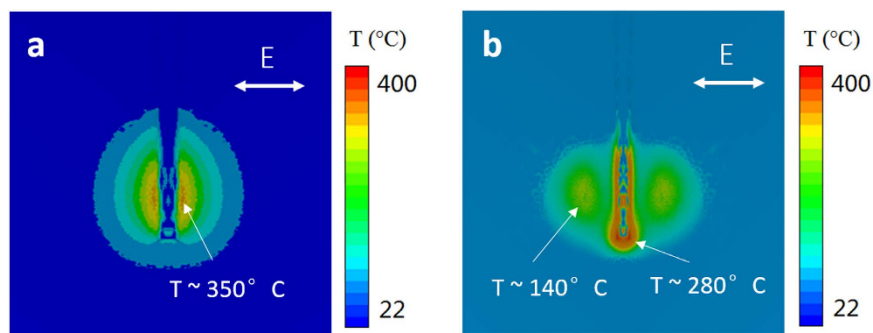 a
E
T (°C)
400
22
T ~ 350° C
b
E
T (°C)
400
22
T ~ 140° C
T ~ 280° C